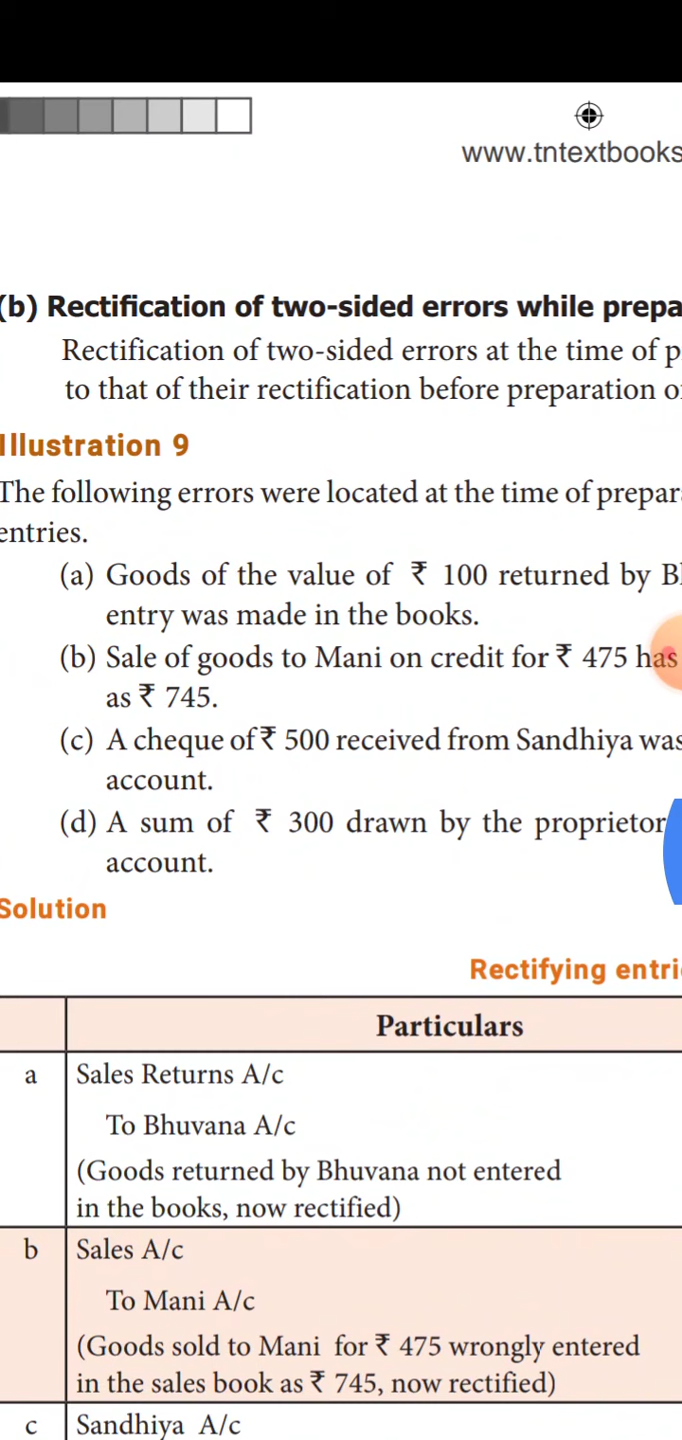 www.tntextbooks
(b) Rectification of two-sided errors while prepa
Rectification of two-sided errors at the time of p
to that of their rectification before preparation o
Illustration 9
The following errors were located at the time of prepar
entries.
(a) Goods of the value of ₹ 100 returned by B
entry was made in the books.
(b) Sale of goods to Mani on credit for ₹ 475 has
as ₹ 745.
(c) A cheque of ₹ 500 received from Sandhiya was
account.
(d) A sum of ₹ 300 drawn by the proprietor
account.
Solution
Rectifying entri
Particulars
a Sales Returns A/c
To Bhuvana A/c
(Goods returned by Bhuvana not entered
in the books, now rectified)
b Sales A/c
To Mani A/c
(Goods sold to Mani for ₹ 475 wrongly entered
in the sales book as ₹ 745, now rectified)
c Sandhiya A/c